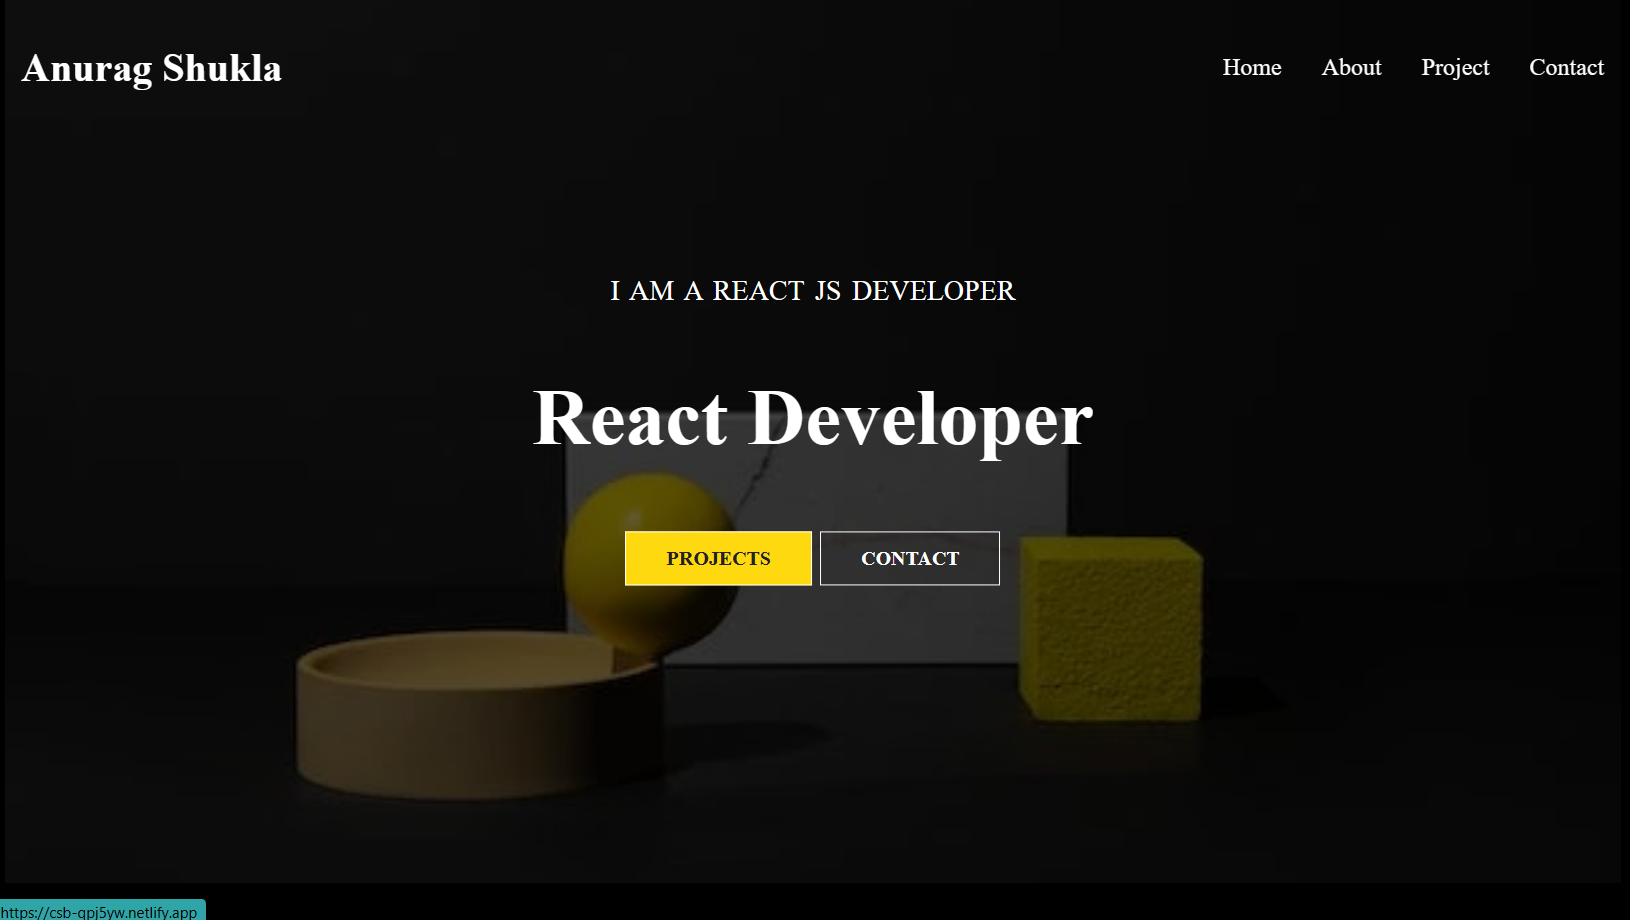 Anurag Shukla
Home About Project Contact
I AM A REACT JS DEVELOPER
React Developer
PROJECTS CONTACT
https://csb-qpj5yw.netlify.app